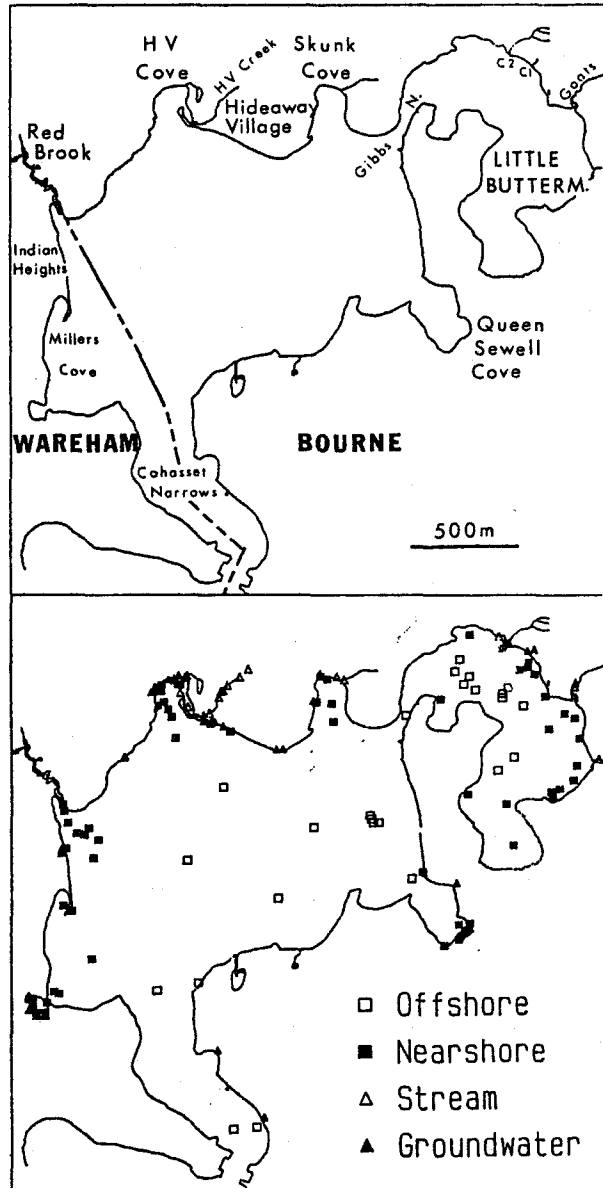 HV
Cove
HV Creek
Skunk
Cove
Hideaway
Village
Red
Brook
C2
C1
Goats
Gibbs N.
LITTLE
BUTTERM.
Indian
Heights
Millers
Cove
Queen
Sewell
Cove
WAREHAM
BOURNE
Cohasset
Narrows
500m
Offshore
Nearshore
Stream
Groundwater